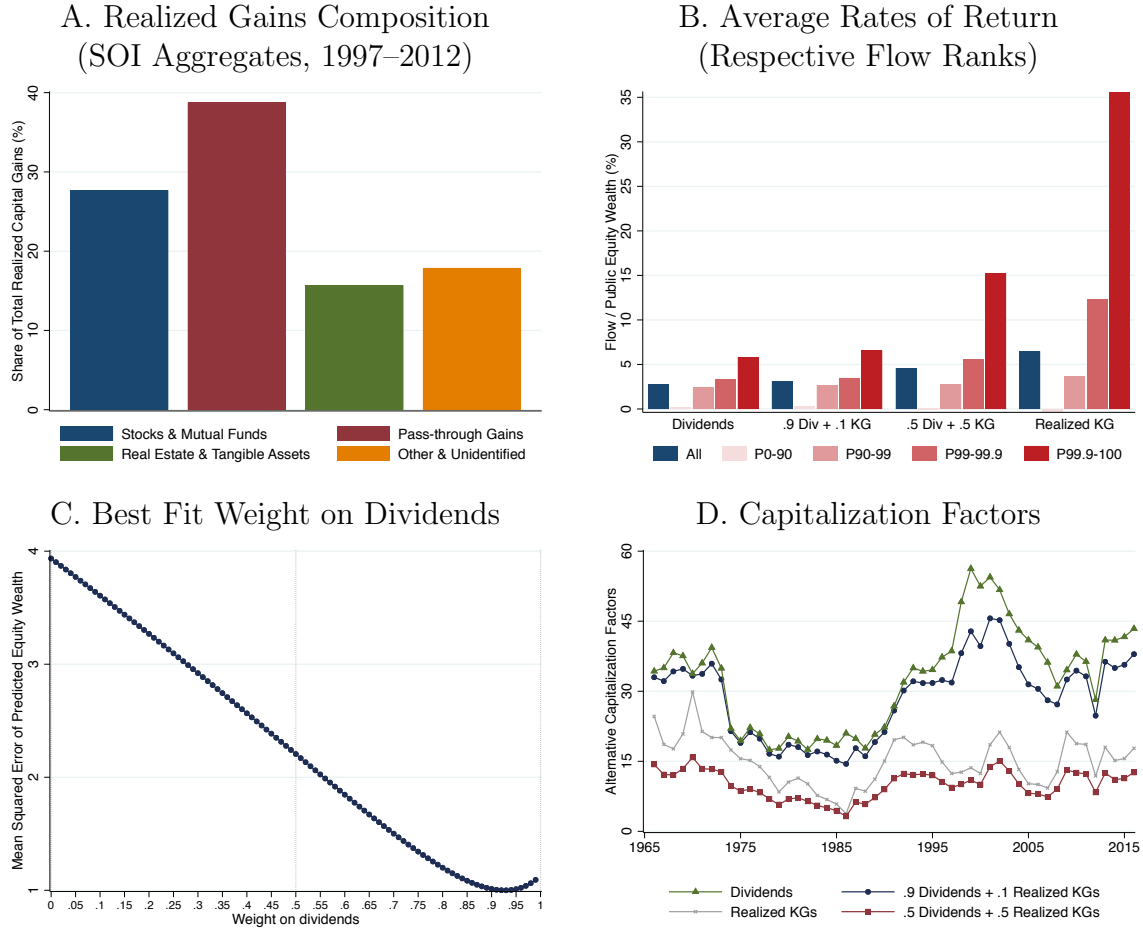 A. Realized Gains Composition
(SOI Aggregates, 1997–2012)
Share of Total Realized Capital Gains (%)
40
30
20
10
0
Stocks & Mutual Funds
Pass-through Gains
Real Estate & Tangible Assets
Other & Unidentified
B. Average Rates of Return
(Respective Flow Ranks)
Flow / Public Equity Wealth (%)
35
30
25
20
15
10
5
0
Dividends
.9 Div + .1 KG
.5 Div + .5 KG
Realized KG
All
P0-90
P90-99
P99-99.9
P99.9-100
C. Best Fit Weight on Dividends
Mean Squared Error of Predicted Equity Wealth
4
3
2
1
0 .05 .1 .15 .2 .25 .3 .35 .4 .45 .5 .55 .6 .65 .7 .75 .8 .85 .9 .95 1
Weight on dividends
D. Capitalization Factors
Alternative Capitalization Factors
60
45
30
15
0
1965 1975 1985 1995 2005 2015
Dividends
.9 Dividends + .1 Realized KGs
Realized KGs
.5 Dividends + .5 Realized KGs